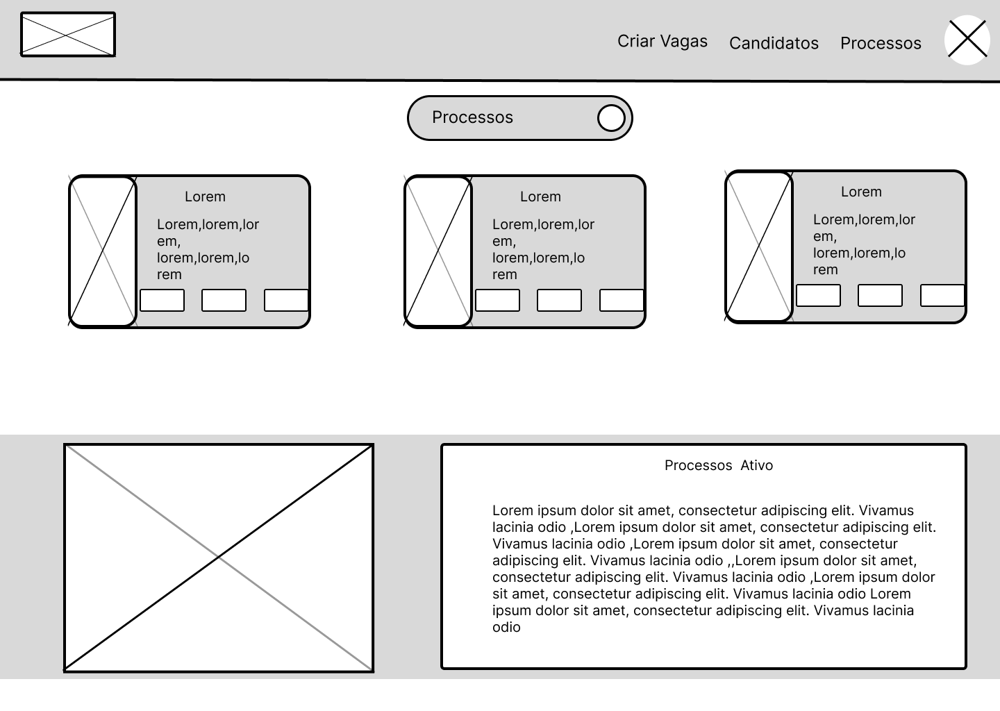 Criar Vagas
Candidatos
Processos
Processos
Lorem
Lorem,lorem,lor
em,
lorem,lorem,lo
rem
Lorem
Lorem,lorem,lor
em,
lorem,lorem,lo
rem
Lorem
Lorem,lorem,lor
em,
lorem,lorem,lo
rem
Processos  Ativo
Lorem ipsum dolor sit amet, consectetur adipiscing elit. Vivamus
lacinia odio ,Lorem ipsum dolor sit amet, consectetur adipiscing elit.
Vivamus lacinia odio ,Lorem ipsum dolor sit amet, consectetur
adipiscing elit. Vivamus lacinia odio ,,Lorem ipsum dolor sit amet,
consectetur adipiscing elit. Vivamus lacinia odio ,Lorem ipsum dolor
sit amet, consectetur adipiscing elit. Vivamus lacinia odio Lorem
ipsum dolor sit amet, consectetur adipiscing elit. Vivamus lacinia
odio